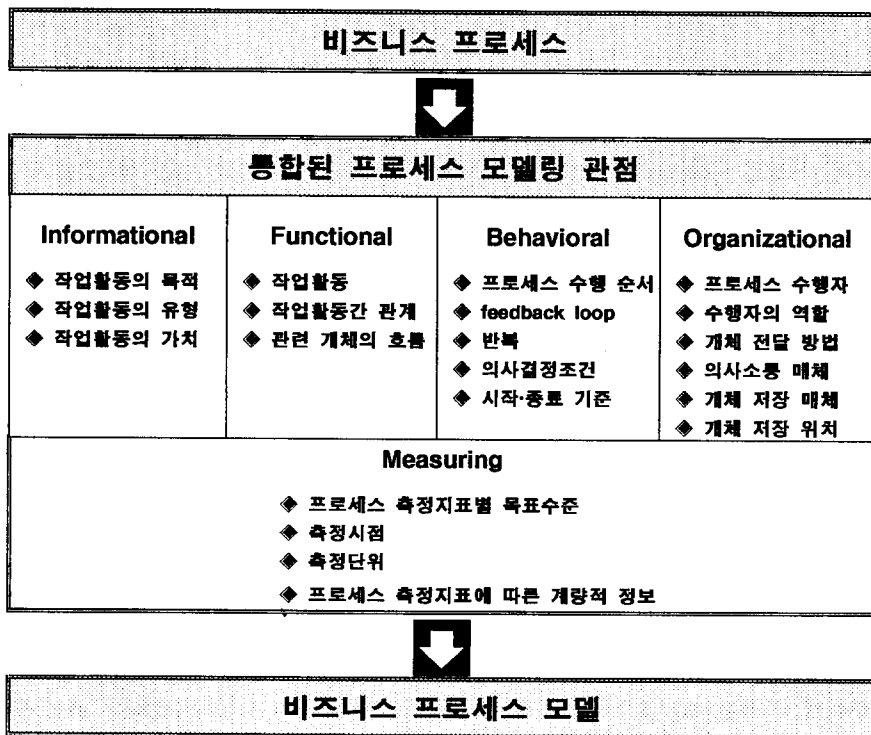 비즈니스 프로세스
통합된 프로세스 모델링 관점
Informational
◈ 작업활동의 목적
◈ 작업활동의 유형
◈ 작업활동의 가치
Functional
◈ 작업활동
◈ 작업활동간 관계
◈ 관련 개체의 흐름
Behavioral
◈ 프로세스 수행 순서
◈ feedback loop
◈ 반복
◈ 의사결정조건
◈ 시작·종료 기준
Organizational
◈ 프로세스 수행자
◈ 수행자의 역할
◈ 개체 전달 방법
◈ 의사소통 매체
◈ 개체 저장 매체
◈ 개체 저장 위치
Measuring
◈ 프로세스 측정지표별 목표수준
◈ 측정시점
◈ 측정단위
◈ 프로세스 측정지표에 따른 계량적 정보
비즈니스 프로세스 모델